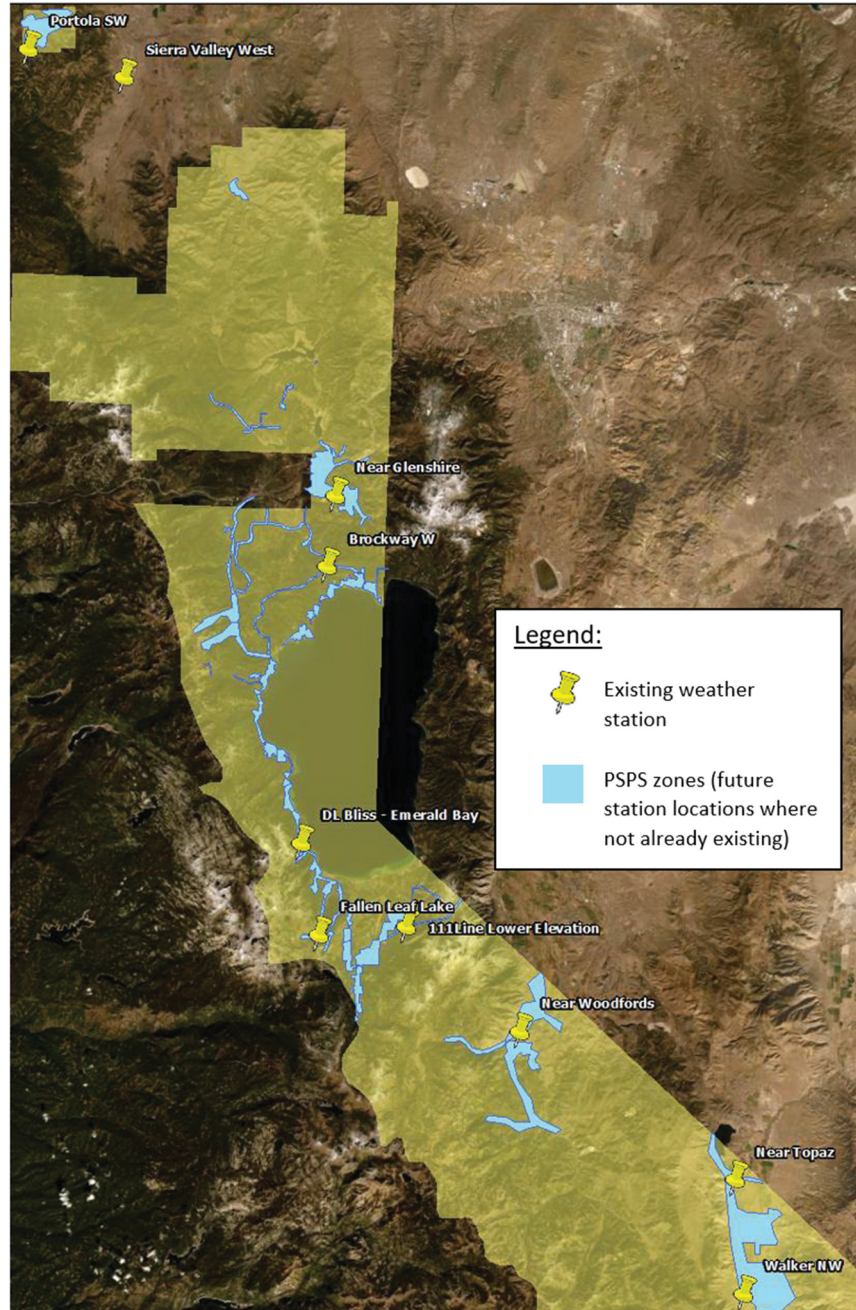 Portola SW
Sierra Valley West
Near Glenshire
Brockway W
Legend:
Existing weather
station
PSPS zones (future
station locations where
not already existing)
DL Bliss - Emerald Bay
Fallen Leaf Lake
111Line Lower Elevation
Near Woodfords
Near Topaz
Walker NW